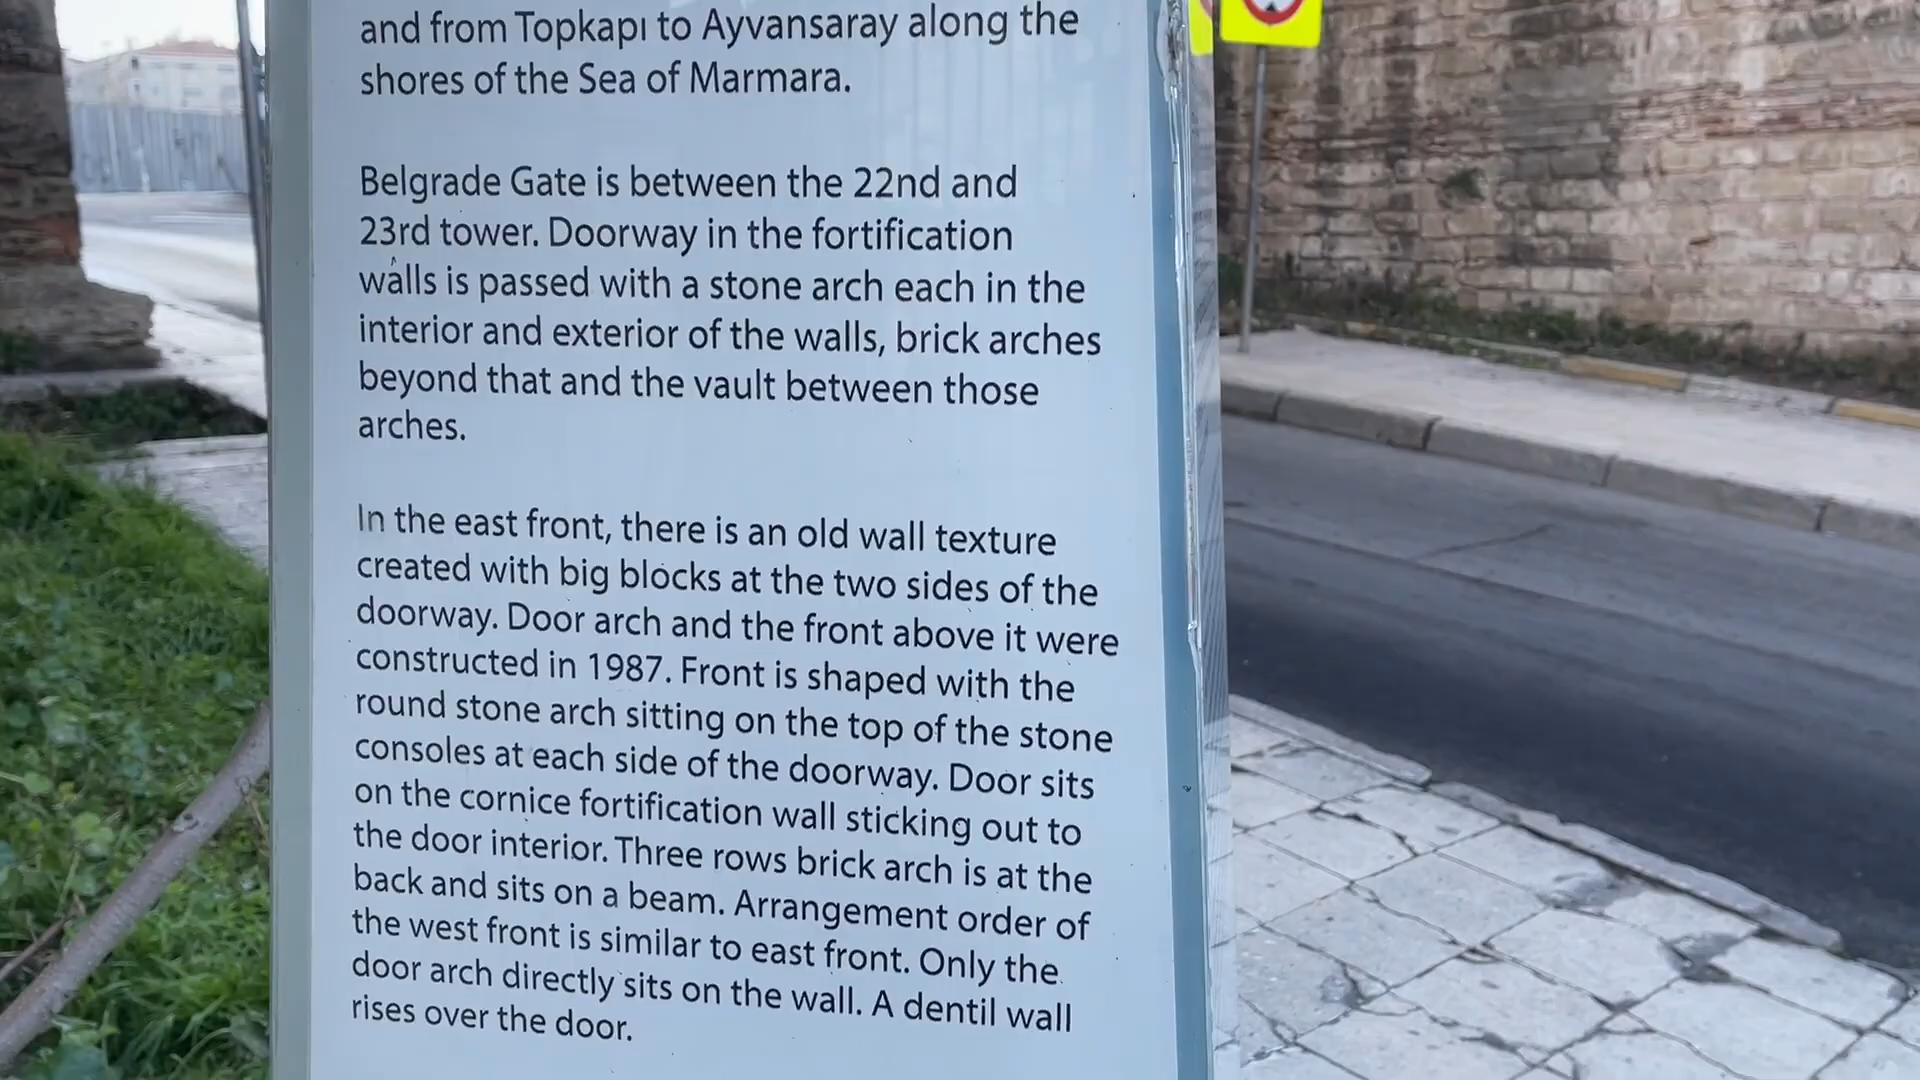 and from Topkapı to Ayvansaray along the
shores of the Sea of Marmara.
Belgrade Gate is between the 22nd and
23rd tower. Doorway in the fortification
walls is passed with a stone arch each in the
interior and exterior of the walls, brick arches
beyond that and the vault between those
arches.
In the east front, there is an old wall texture
created with big blocks at the two sides of the
doorway. Door arch and the front above it were
constructed in 1987. Front is shaped with the
round stone arch sitting on the top of the stone
consoles at each side of the doorway. Door sits
on the cornice fortification wall sticking out to
the door interior. Three rows brick arch is at the
back and sits on a beam. Arrangement order of
the west front is similar to east front. Only the
door arch directly sits on the wall. A dentil wall
rises over the door.